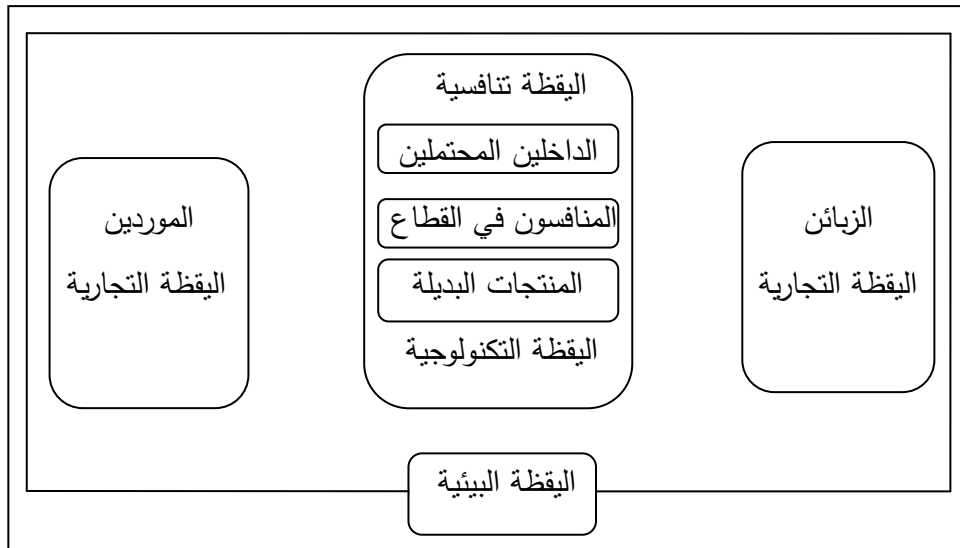 اليقظة تنافسية
الداخلين المحتملين
المنافسون في القطاع
المنتجات البديلة
اليقظة التكنولوجية
الزبائن
اليقظة التجارية
الموردين
اليقظة التجارية
اليقظة البيئية